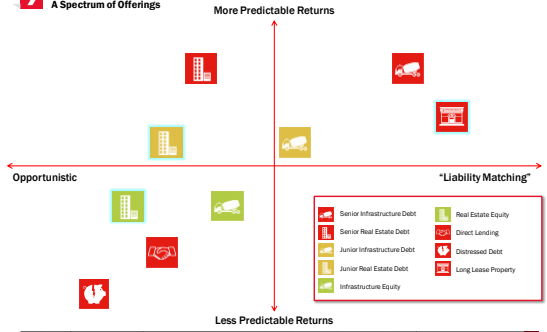 A Spectrum of Offerings
More Predictable Returns
Opportunistic
"Liability Matching"
Senior Infrastructure Debt
Senior Real Estate Debt
Junior Infrastructure Debt
Junior Real Estate Debt
Infrastructure Equity
Real Estate Equity
Direct Lending
Distressed Debt
Long Lease Property
Less Predictable Returns